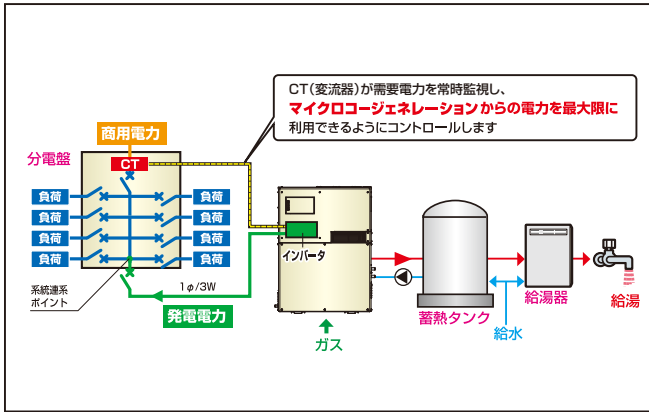 CT(変流器)が需要電力を常時監視し、
マイクロコージェネレーションからの電力を最大限に
利用できるようにコントロールします
商用電力
分電盤
CT
負荷 負荷
負荷 負荷
負荷 負荷
負荷 負荷
インバータ
系統連系
ポイント
1φ/3W
発電電力
ガス
蓄熱タンク
給湯器
給水
給湯